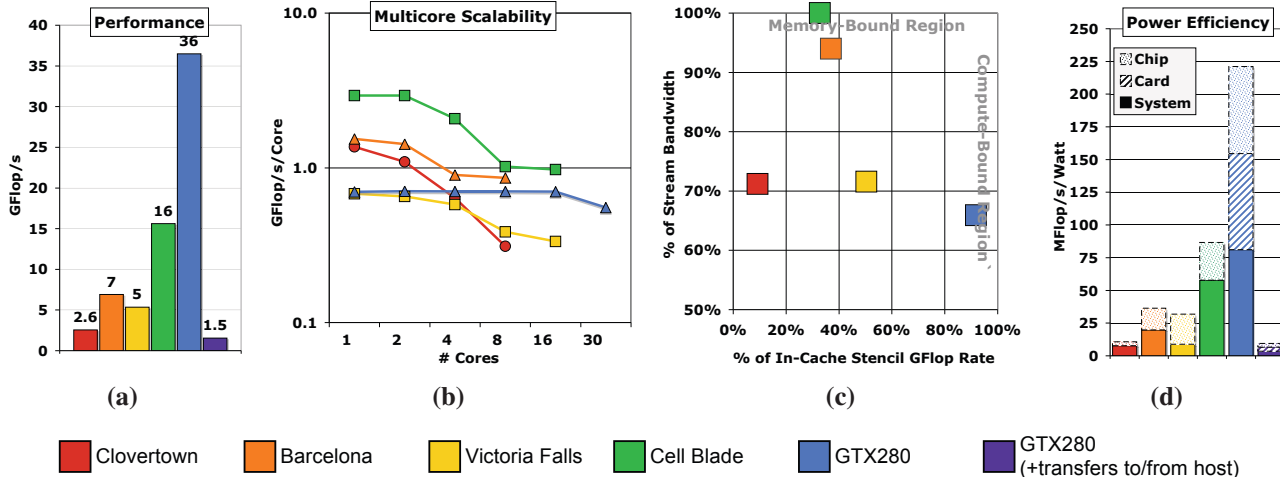 Performance
GFlop/s
40
35
30
25
20
15
10
5
0
2.6
7
5
16
36
1.5
(a)
Multicore Scalability
GFlop/s/Core
10.0
1.0
0.1
1 2 4 8 16 30
# Cores
(b)
Memory-Bound Region
Compute-Bound Region`
% of Stream Bandwidth
100%
90%
80%
70%
60%
50%
0% 20% 40% 60% 80% 100%
% of In-Cache Stencil GFlop Rate
(c)
Power Efficiency
MFlop/s/Watt
250
225
200
175
150
125
100
75
50
25
0
Chip
Card
System
(d)
Clovertown
Barcelona
Victoria Falls
Cell Blade
GTX280
GTX280
(+transfers to/from host)